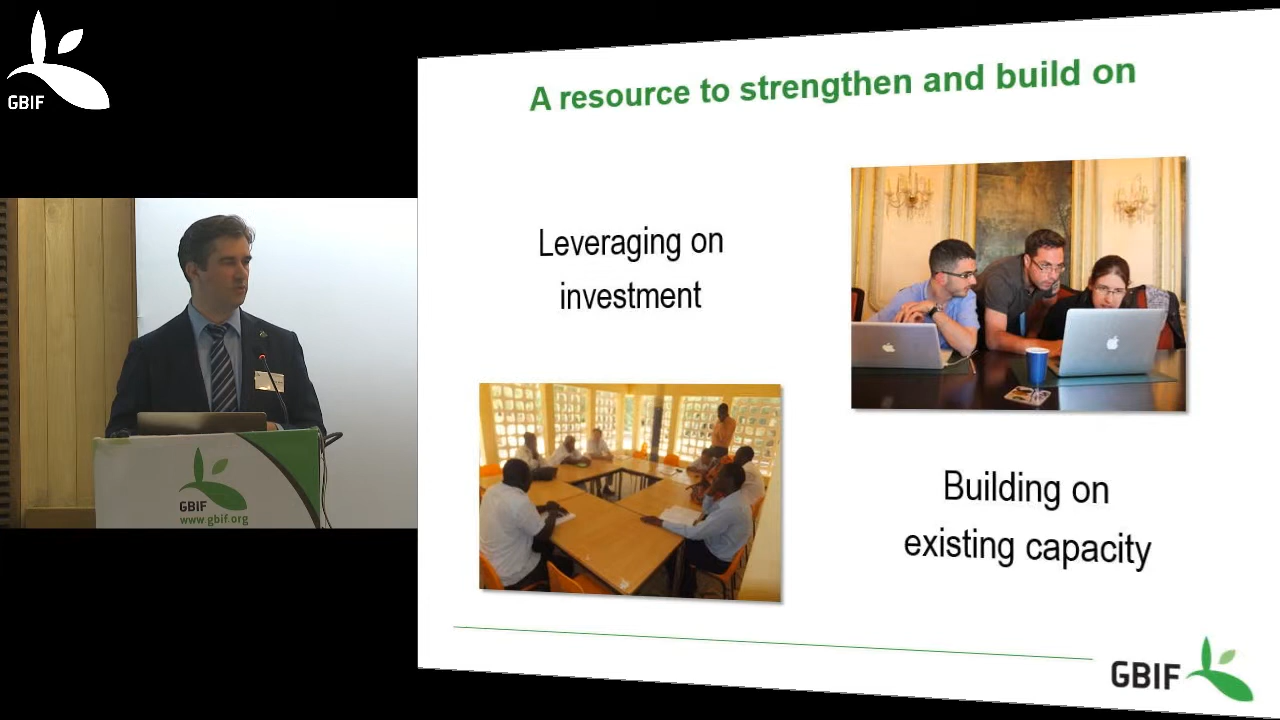 GBIF
A resource to strengthen and build on
Leveraging on
investment
Building on
existing capacity
GBIF
www.gbif.org
GBIF